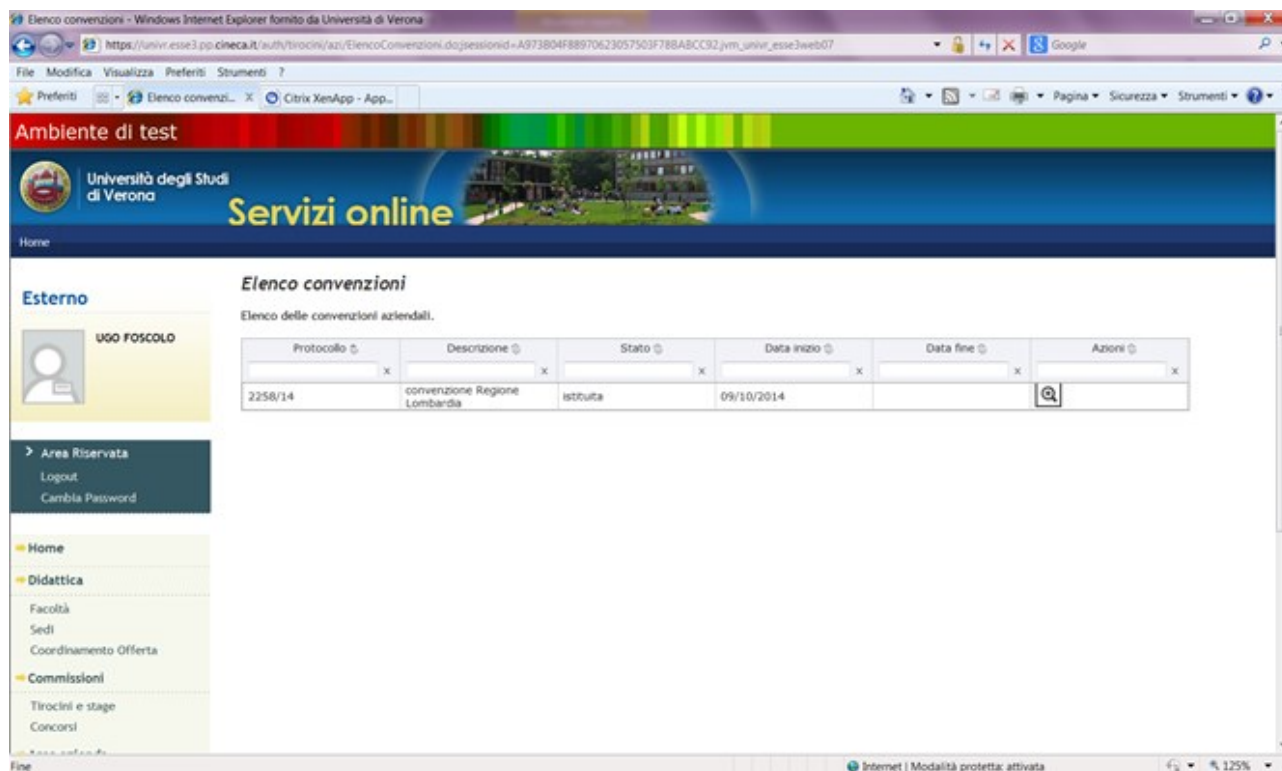 Elenco convenzioni - Windows Internet Explorer fornito da Università di Verona
https://univr.esse3.pp.cineca.it/auth/tirocini/azi/ElencoConvenzioni.do;jsessionid=A973804F88970623057503F78BABCC92.jvm_univr_esse3web07
Google
File Modifica Visualizza Preferiti Strumenti ?
Preferiti Elenco convenzi... X Citrix XenApp - App... Pagina Sicurezza Strumenti
Ambiente di test
Università degli Studi
di Verona
Servizi online
Home
Elenco convenzioni
Esterno
Elenco delle convenzioni aziendali.
UGO FOSCOLO
Protocollo Descrizione Stato Data inizio Data fine Azioni
x x x x x x
2258/14 convenzione Regione Lombardia istituita 09/10/2014
Area Riservata
Logout
Cambia Password
Home
Didattica
Facoltà
Sedi
Coordinamento Offerta
Commissioni
Tirocini e stage
Concorsi
Fine Internet | Modalità protetta: attivata 125%